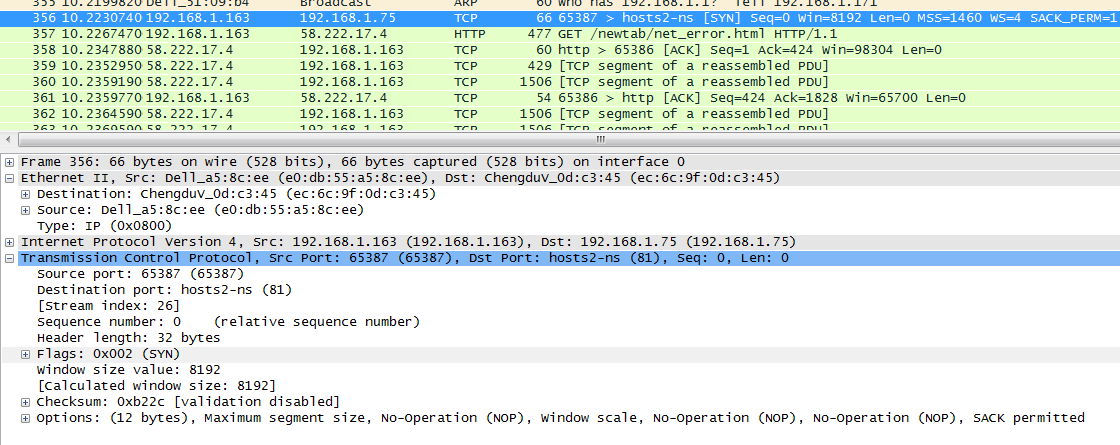 355 10.2199820 Dell_51:09:b4 Broadcast ARP 60 Who has 192.168.1.1? Tell 192.168.1.171
356 10.2230740 192.168.1.163 192.168.1.75 TCP 66 65387 > hosts2-ns [SYN] Seq=0 Win=8192 Len=0 MSS=1460 WS=4 SACK_PERM=1
357 10.2267470 192.168.1.163 58.222.17.4 HTTP 477 GET /newtab/net_error.html HTTP/1.1
358 10.2347880 58.222.17.4 192.168.1.163 TCP 60 http > 65386 [ACK] Seq=1 Ack=424 Win=98304 Len=0
359 10.2352950 58.222.17.4 192.168.1.163 TCP 429 [TCP segment of a reassembled PDU]
360 10.2359190 58.222.17.4 192.168.1.163 TCP 1506 [TCP segment of a reassembled PDU]
361 10.2359770 192.168.1.163 58.222.17.4 TCP 54 65386 > http [ACK] Seq=424 Ack=1828 Win=65700 Len=0
362 10.2364590 58.222.17.4 192.168.1.163 TCP 1506 [TCP segment of a reassembled PDU]
363 10.2369590 58.222.17.4 192.168.1.163 TCP 1506 [TCP segment of a reassembled PDU]
Frame 356: 66 bytes on wire (528 bits), 66 bytes captured (528 bits) on interface 0
Ethernet II, Src: Dell_a5:8c:ee (e0:db:55:a5:8c:ee), Dst: ChengduV_0d:c3:45 (ec:6c:9f:0d:c3:45)
Destination: ChengduV_0d:c3:45 (ec:6c:9f:0d:c3:45)
Source: Dell_a5:8c:ee (e0:db:55:a5:8c:ee)
Type: IP (0x0800)
Internet Protocol Version 4, Src: 192.168.1.163 (192.168.1.163), Dst: 192.168.1.75 (192.168.1.75)
Transmission Control Protocol, Src Port: 65387 (65387), Dst Port: hosts2-ns (81), Seq: 0, Len: 0
Source port: 65387 (65387)
Destination port: hosts2-ns (81)
[Stream index: 26]
Sequence number: 0 (relative sequence number)
Header length: 32 bytes
Flags: 0x002 (SYN)
Window size value: 8192
[Calculated window size: 8192]
Checksum: 0xb22c [validation disabled]
Options: (12 bytes), Maximum segment size, No-Operation (NOP), Window scale, No-Operation (NOP), No-Operation (NOP), SACK permitted